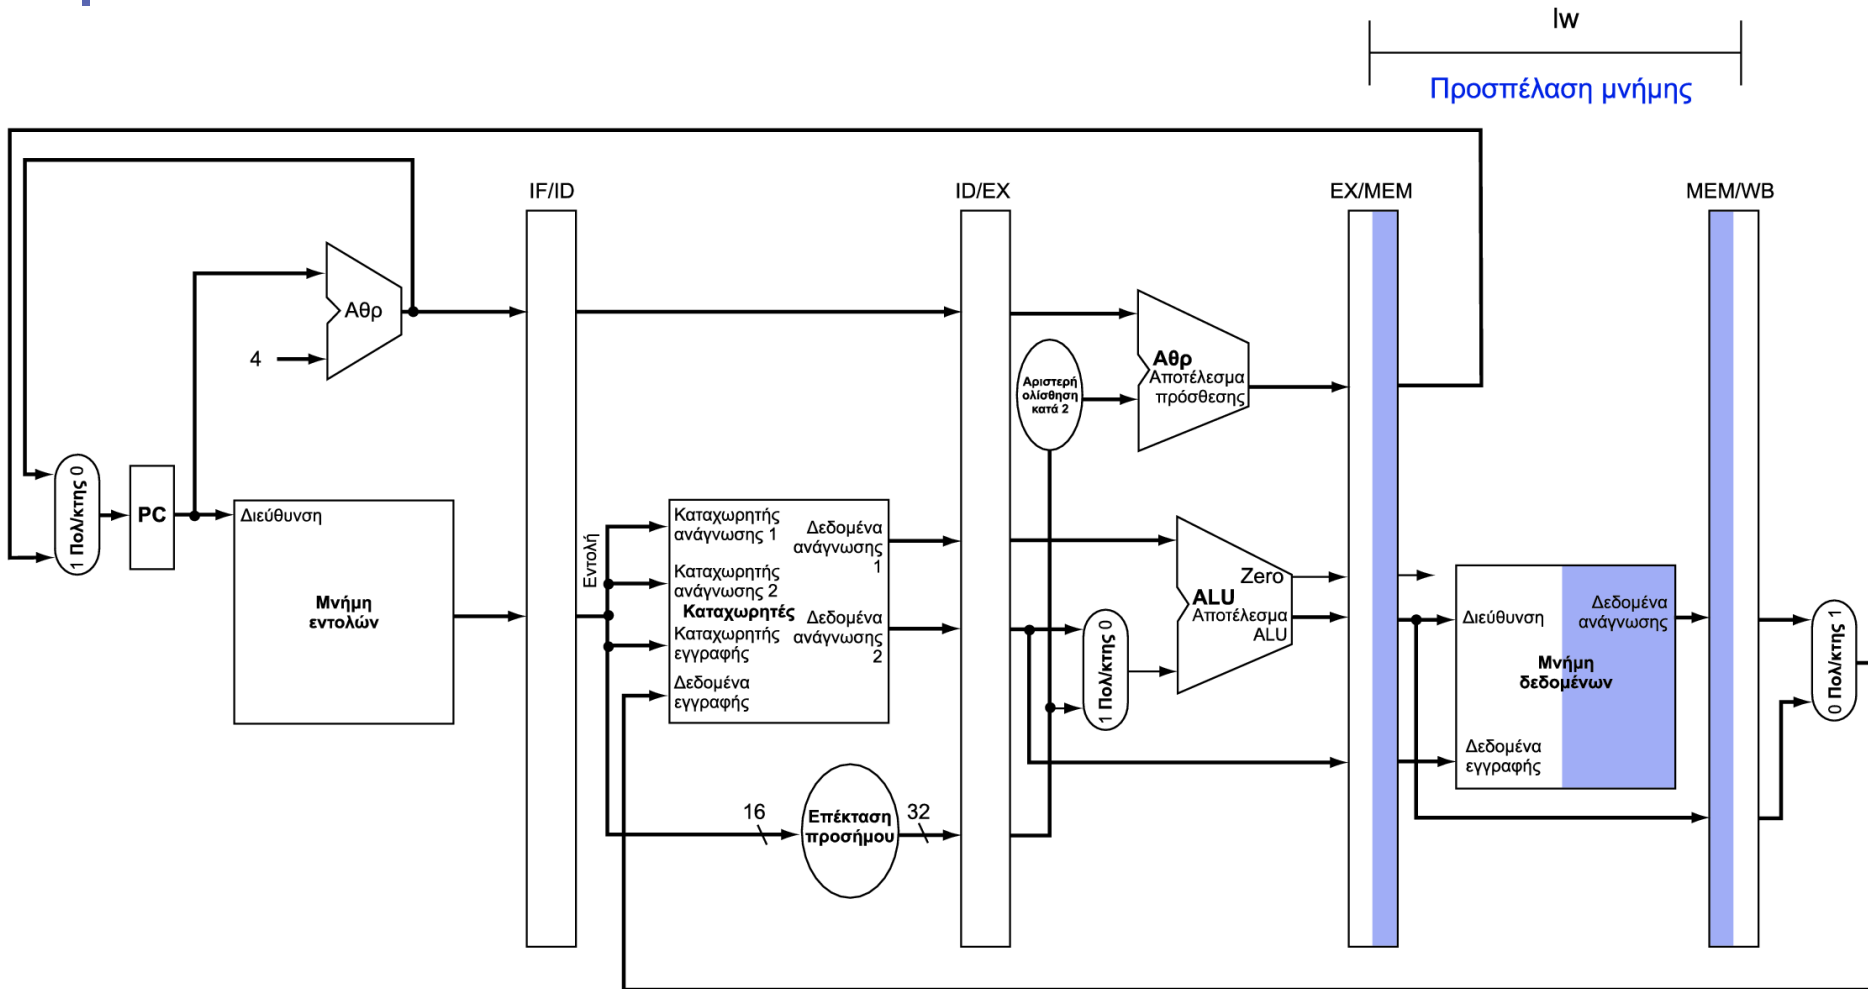 lw
Προσπέλαση μνήμης
IF/ID
ID/EX
EX/MEM
MEM/WB
Αθρ
4
Αριστερή
ολίσθηση
κατά 2
Αθρ
Αποτέλεσμα
πρόσθεσης
1 Πολ/κτης 0
PC
Διεύθυνση
Μνήμη
εντολών
Εντολή
Καταχωρητής
ανάγνωσης 1
Καταχωρητής
ανάγνωσης 2
Καταχωρητές
Καταχωρητής
εγγραφής
Δεδομένα
εγγραφής
Δεδομένα
ανάγνωσης
1
Δεδομένα
ανάγνωσης
2
16
Επέκταση
προσήμου
32
1 Πολ/κτης 0
Zero
ALU
Αποτέλεσμα
ALU
Διεύθυνση
Δεδομένα
ανάγνωσης
Μνήμη
δεδομένων
Δεδομένα
εγγραφής
0 Πολ/κτης 1